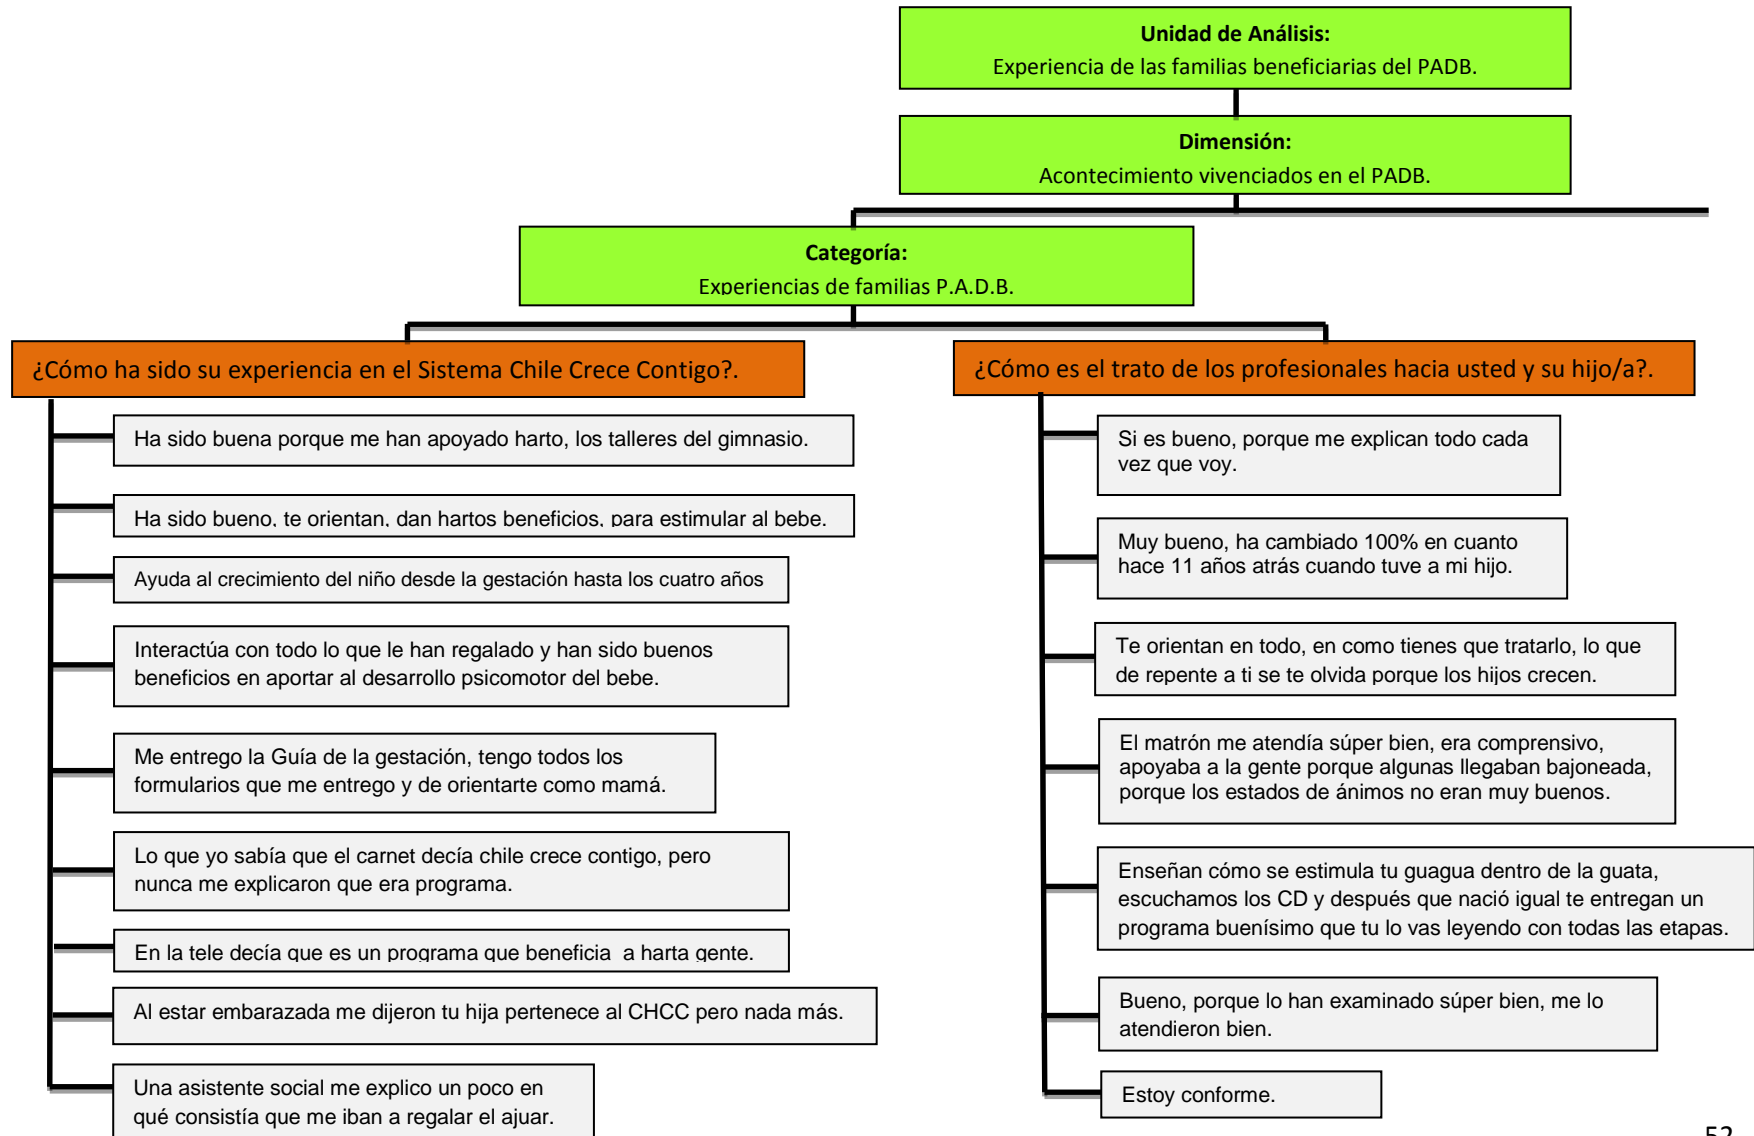 Unidad de Análisis:
Experiencia de las familias beneficiarias del PADB.
Dimensión:
Acontecimiento vivenciados en el PADB.
Categoría:
Experiencias de familias P.A.D.B.
¿Cómo ha sido su experiencia en el Sistema Chile Crece Contigo?.
Ha sido buena porque me han apoyado harto, los talleres del gimnasio.
Ha sido bueno, te orientan, dan hartos beneficios, para estimular al bebe.
Ayuda al crecimiento del niño desde la gestación hasta los cuatro años
Interactúa con todo lo que le han regalado y han sido buenos
beneficios en aportar al desarrollo psicomotor del bebe.
Me entrego la Guía de la gestación, tengo todos los
formularios que me entrego y de orientarte como mamá.
Lo que yo sabía que el carnet decía chile crece contigo, pero
nunca me explicaron que era programa.
En la tele decía que es un programa que beneficia  a harta gente.
Al estar embarazada me dijeron tu hija pertenece al CHCC pero nada más.
Una asistente social me explico un poco en
qué consistía que me iban a regalar el ajuar.
¿Cómo es el trato de los profesionales hacia usted y su hijo/a?.
Si es bueno, porque me explican todo cada
vez que voy.
Muy bueno, ha cambiado 100% en cuanto
hace 11 años atrás cuando tuve a mi hijo.
Te orientan en todo, en como tienes que tratarlo, lo que
de repente a ti se te olvida porque los hijos crecen.
El matrón me atendía súper bien, era comprensivo,
apoyaba a la gente porque algunas llegaban bajoneada,
porque los estados de ánimos no eran muy buenos.
Enseñan cómo se estimula tu guagua dentro de la guata,
escuchamos los CD y después que nació igual te entregan un
programa buenísimo que tu lo vas leyendo con todas las etapas.
Bueno, porque lo han examinado súper bien, me lo
atendieron bien.
Estoy conforme.
52